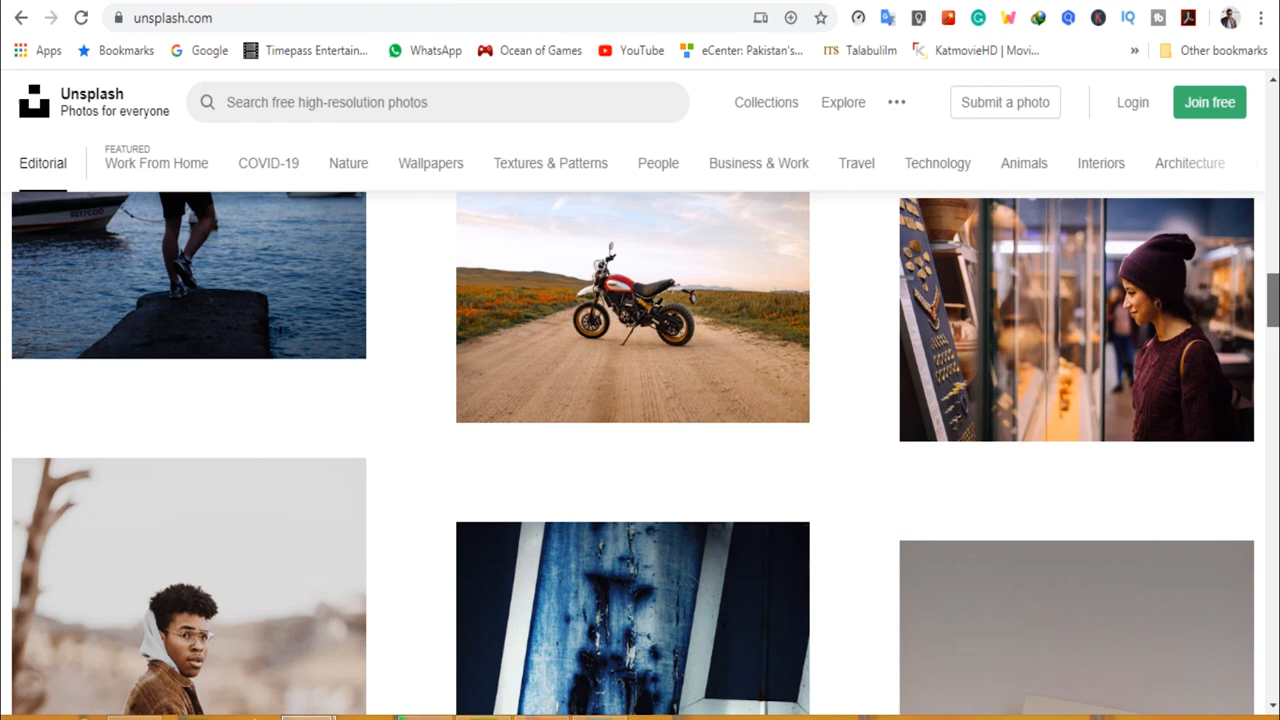 unsplash.com
Apps Bookmarks Google Timepass Entertain... WhatsApp Ocean of Games YouTube eCenter: Pakistan's... ITS Talabulilm KatmovieHD | Movi... » Other bookmarks
Unsplash
Photos for everyone
Search free high-resolution photos
Collections Explore ••• Submit a photo Login Join free
FEATURED
Editorial Work From Home COVID-19 Nature Wallpapers Textures & Patterns People Business & Work Travel Technology Animals Interiors Architecture